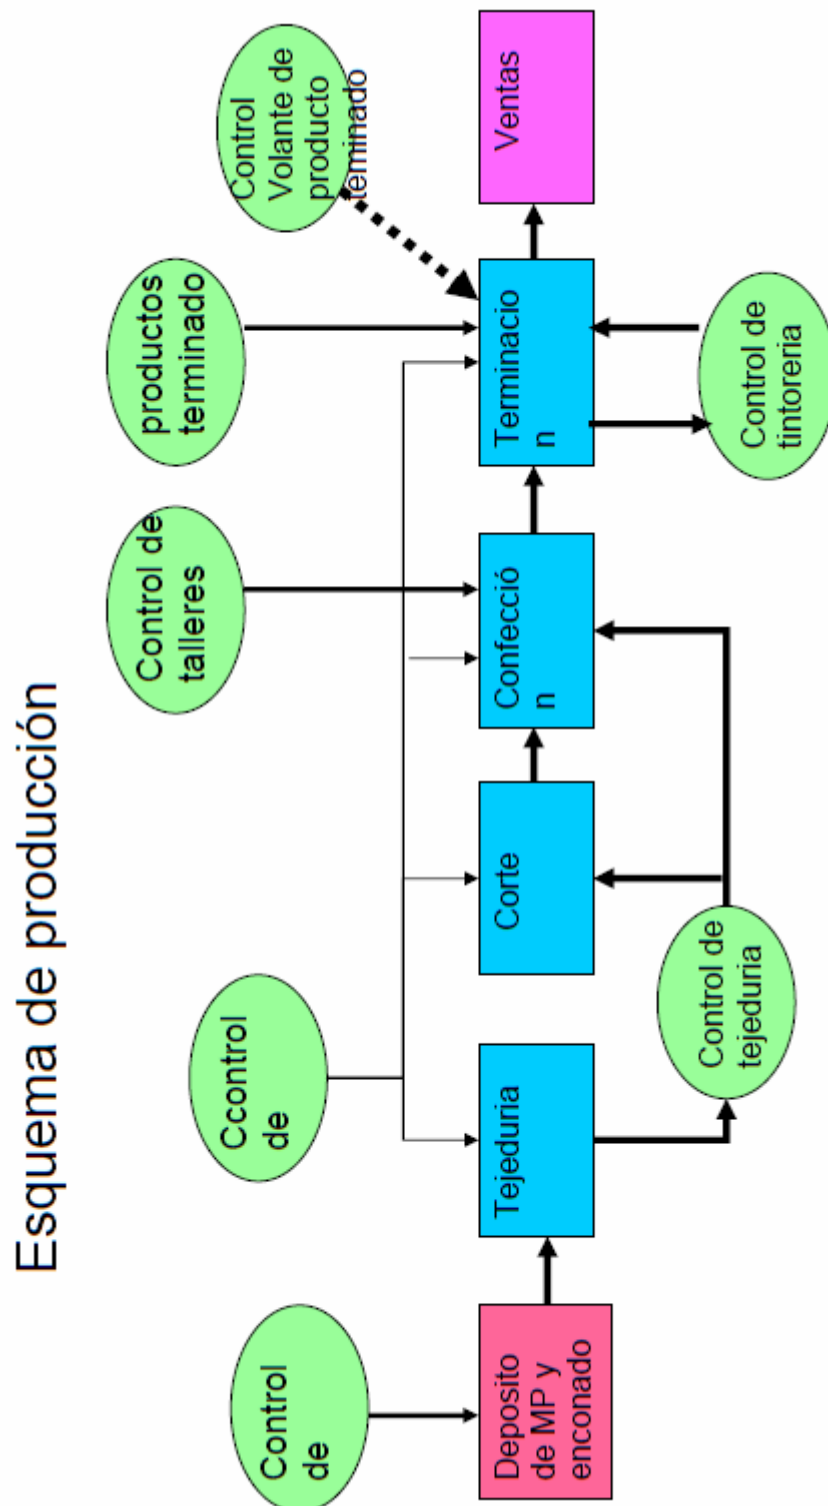 Esquema de producción
Control
de
Ccontrol
de
Control de
talleres
productos
terminado
Control
Volante de
producto
teminado
Deposito
de MP y
enconado
Tejeduria
Corte
Confecció
n
Terminacio
n
Ventas
Control de
tejeduria
Control de
tintoreria